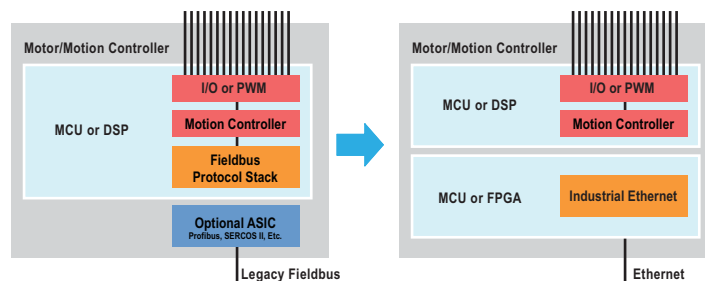 Motor/Motion Controller
I/O or PWM
MCU or DSP
Motion Controller
Fieldbus
Protocol Stack
Optional ASIC
Profibus, SERCOS II, Etc.
Legacy Fieldbus
Motor/Motion Controller
I/O or PWM
MCU or DSP
Motion Controller
MCU or FPGA
Industrial Ethernet
Ethernet